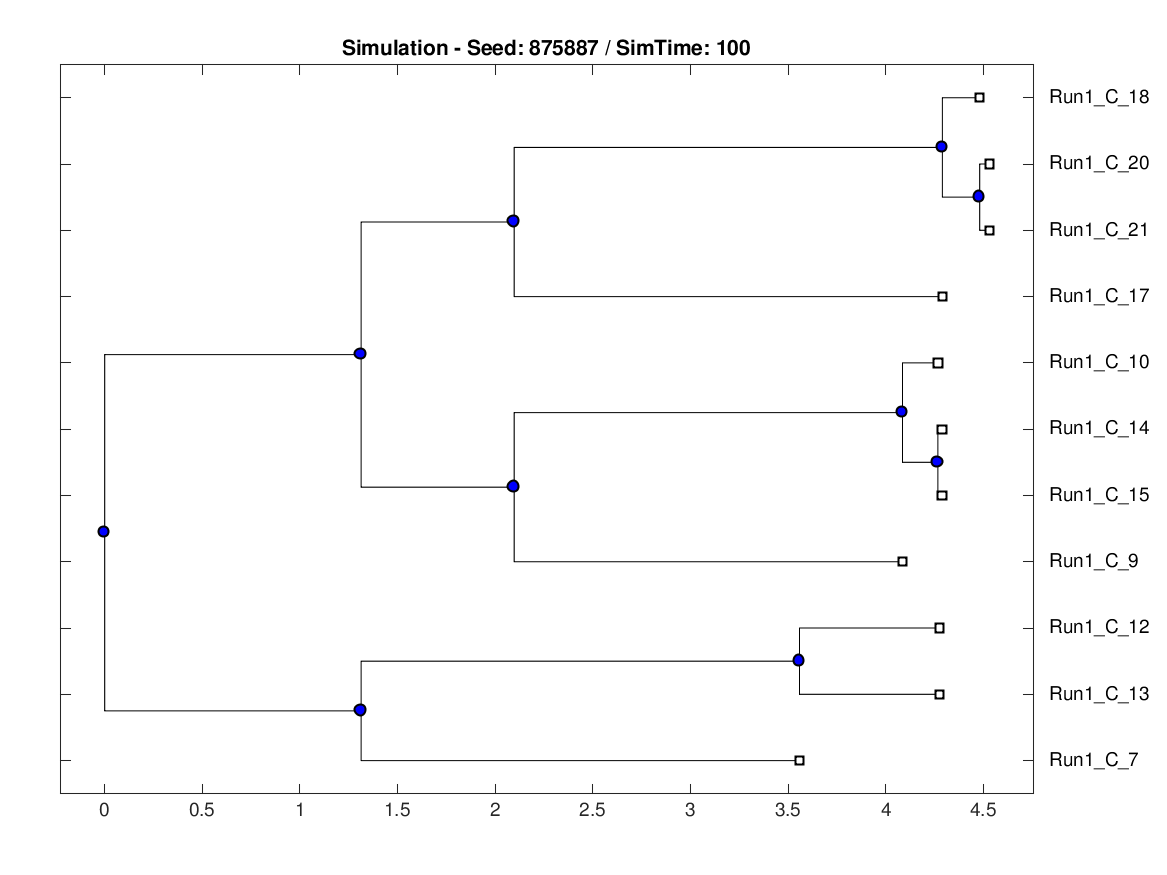 Simulation - Seed: 875887 / SimTime: 100
Run1_C_18
Run1_C_20
Run1_C_21
Run1_C_17
Run1_C_10
Run1_C_14
Run1_C_15
Run1_C_9
Run1_C_12
Run1_C_13
Run1_C_7
0 0.5 1 1.5 2 2.5 3 3.5 4 4.5